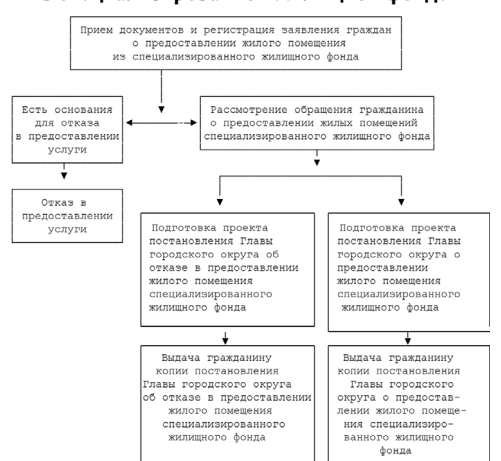 Прием документов и регистрация заявления граждан
о предоставлении жилого помещения
из специализированного жилищного фонда
Есть основания
для отказа
в предоставлении
услуги
Рассмотрение обращения гражданина
о предоставлении жилых помещений
специализированного жилищного фонда
Отказ в
предоставлении
услуги
Подготовка проекта
постановления Главы
городского округа об
отказе в предоставлении
жилого помещения
специализированного
жилищного фонда
Подготовка проекта
постановления Главы
городского округа о
предоставлении
жилого помещения
специализированного
жилищного фонда
Выдача гражданину
копии постановления
Главы городского округа
об отказе в предоставлении
жилого помещения
специализированного
жилищного фонда
Выдача гражданину
копии постановления
Главы городского
округа о предостав-
лении жилого помеще-
ния специализиро-
ванного жилищного
фонда